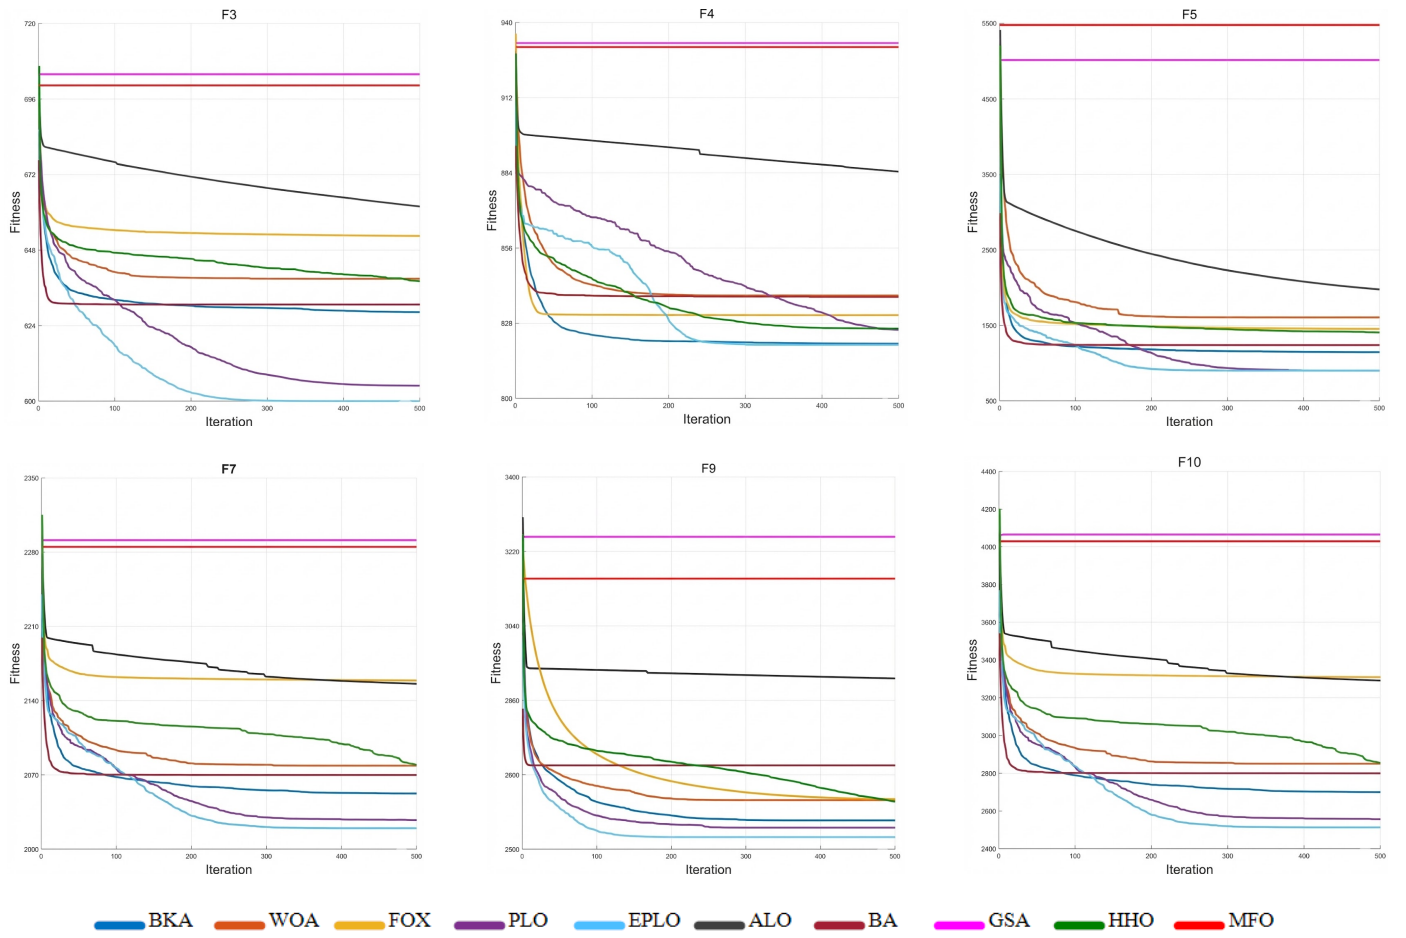 F3
720
696
672
648
624
600
Fitness
0 100 200 300 400 500
Iteration
F4
940
912
884
856
828
800
Fitness
0 100 200 300 400 500
Iteration
F5
5500
4500
3500
2500
1500
500
Fitness
0 100 200 300 400 500
Iteration
F7
2350
2280
2210
2140
2070
2000
Fitness
0 100 200 300 400 500
Iteration
F9
3400
3220
3040
2860
2600
2500
Fitness
0 100 200 300 400 500
Iteration
F10
4400
4200
4000
3800
3600
3400
3200
3000
2800
2600
2400
Fitness
0 100 200 300 400 500
Iteration
BKA WOA FOX PLO EPLO ALO BA GSA HHO MFO